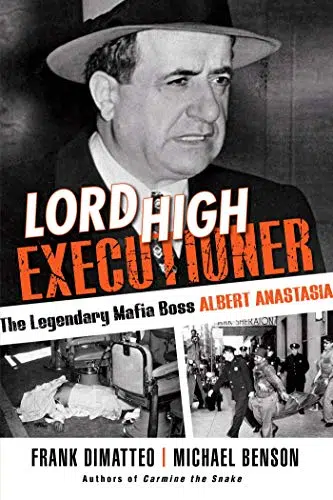 LORD HIGH
EXECUTIONER
The Legendary Mafia Boss ALBERT ANASTASIA
SHERATON
FRANK DIMATTEO | MICHAEL BENSON
Authors of Carmine the Snake